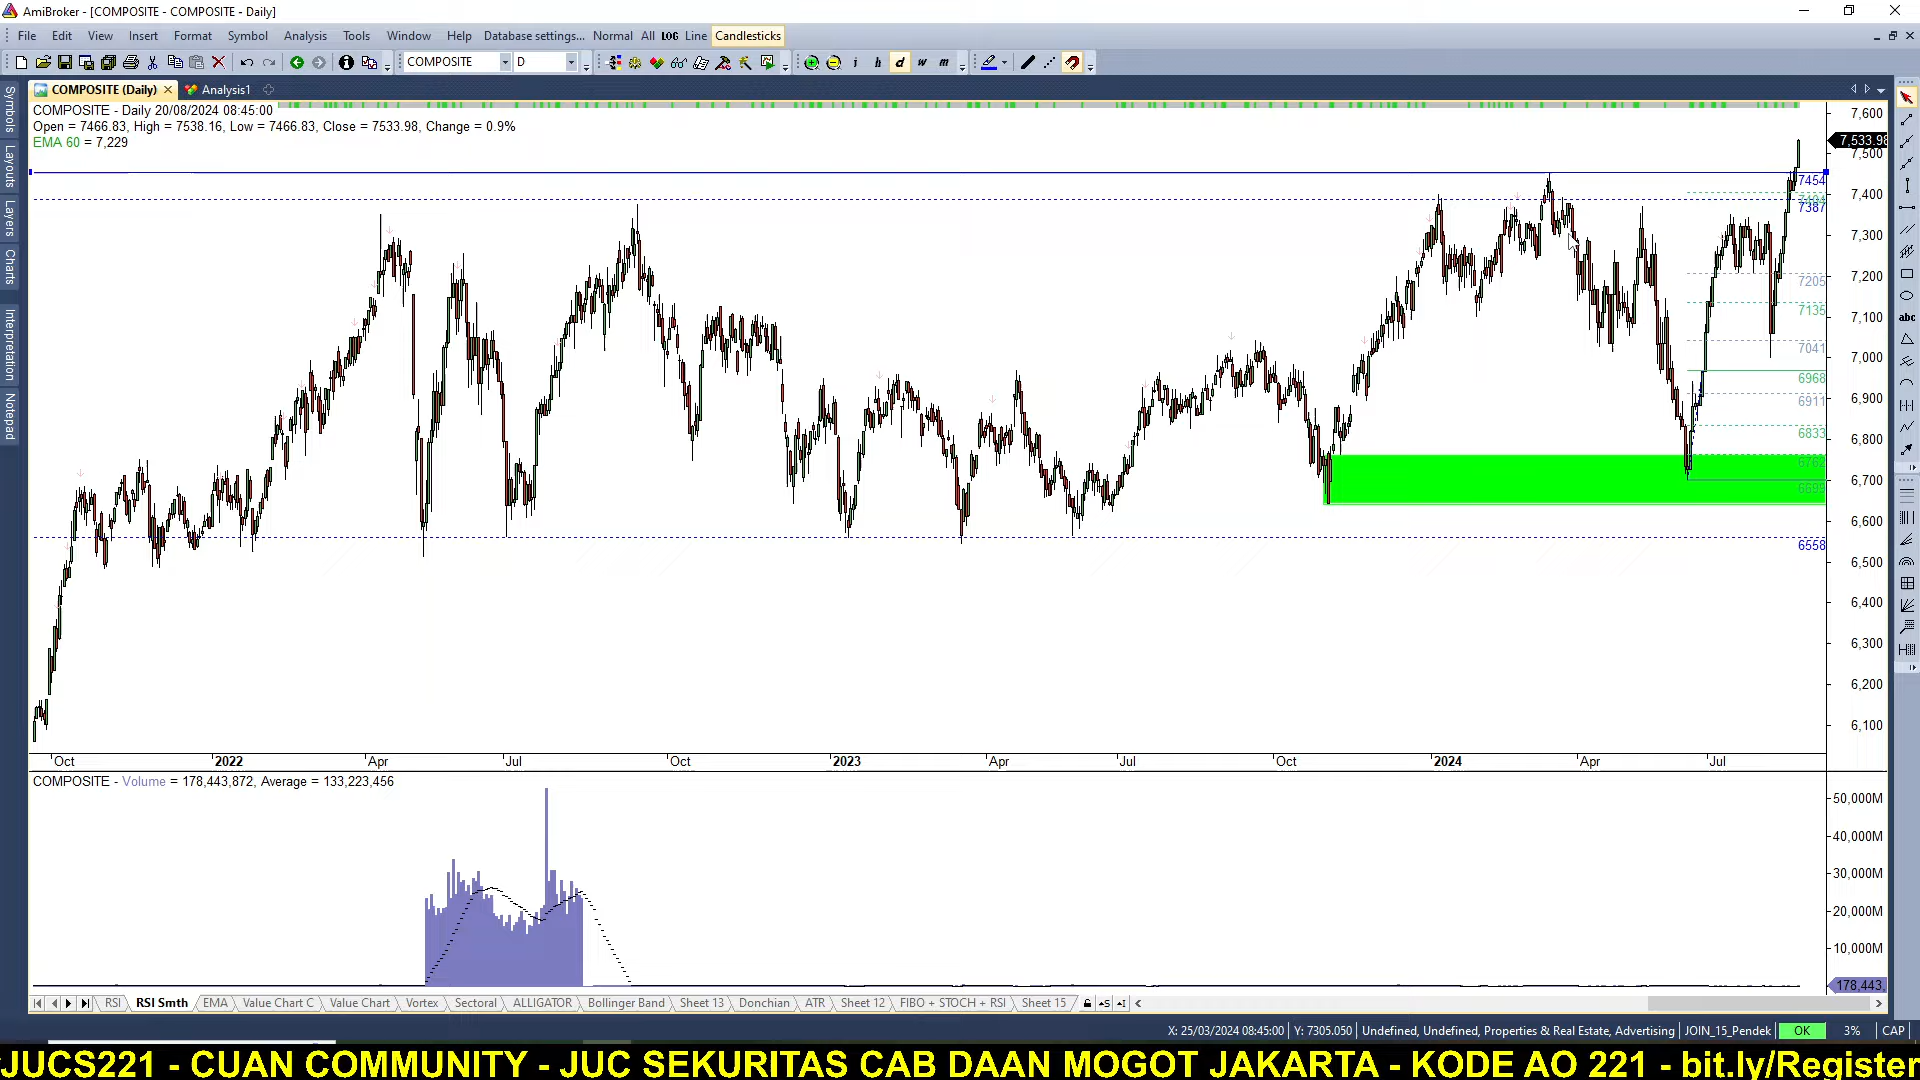 AmiBroker - [COMPOSITE - COMPOSITE - Daily]
File Edit View Insert Format Symbol Analysis Tools Window Help Database settings... Normal All LOG Line Candlesticks
COMPOSITE D i h d w m
COMPOSITE (Daily) Analysis1
COMPOSITE - Daily 20/08/2024 08:45:00
Open = 7466.83, High = 7538.16, Low = 7466.83, Close = 7533.98, Change = 0.9%
EMA 60 = 7,229
Symbols
Layouts
Layers
Charts
Interpretation
Notepad
abc
7,600
7,533.98
7,500
7454
7,400
7387
7,300
7,200
7205
7135
7,100
7041
7,000
6968
6911
6,900
6833
6,800
6762
6,700
6,600
6558
6,500
6,400
6,300
6,200
6,100
Oct 2022 Apr Jul Oct 2023 Apr Jul Oct 2024 Apr Jul
COMPOSITE - Volume = 178,443,872, Average = 133,223,456
50,000M
40,000M
30,000M
20,000M
10,000M
178,443,
RSI RSI Smth EMA Value Chart C Value Chart Vortex Sectoral ALLIGATOR Bollinger Band Sheet 13 Donchian ATR Sheet 12 FIBO + STOCH + RSI Sheet 15
X: 25/03/2024 08:45:00 Y: 7305.050 Undefined, Undefined, Properties & Real Estate, Advertising JOIN_15_Pendek OK 3% CAP
JUCS221 - CUAN COMMUNITY - JUC SEKURITAS CAB DAAN MOGOT JAKARTA - KODE AO 221 - bit.ly/Register